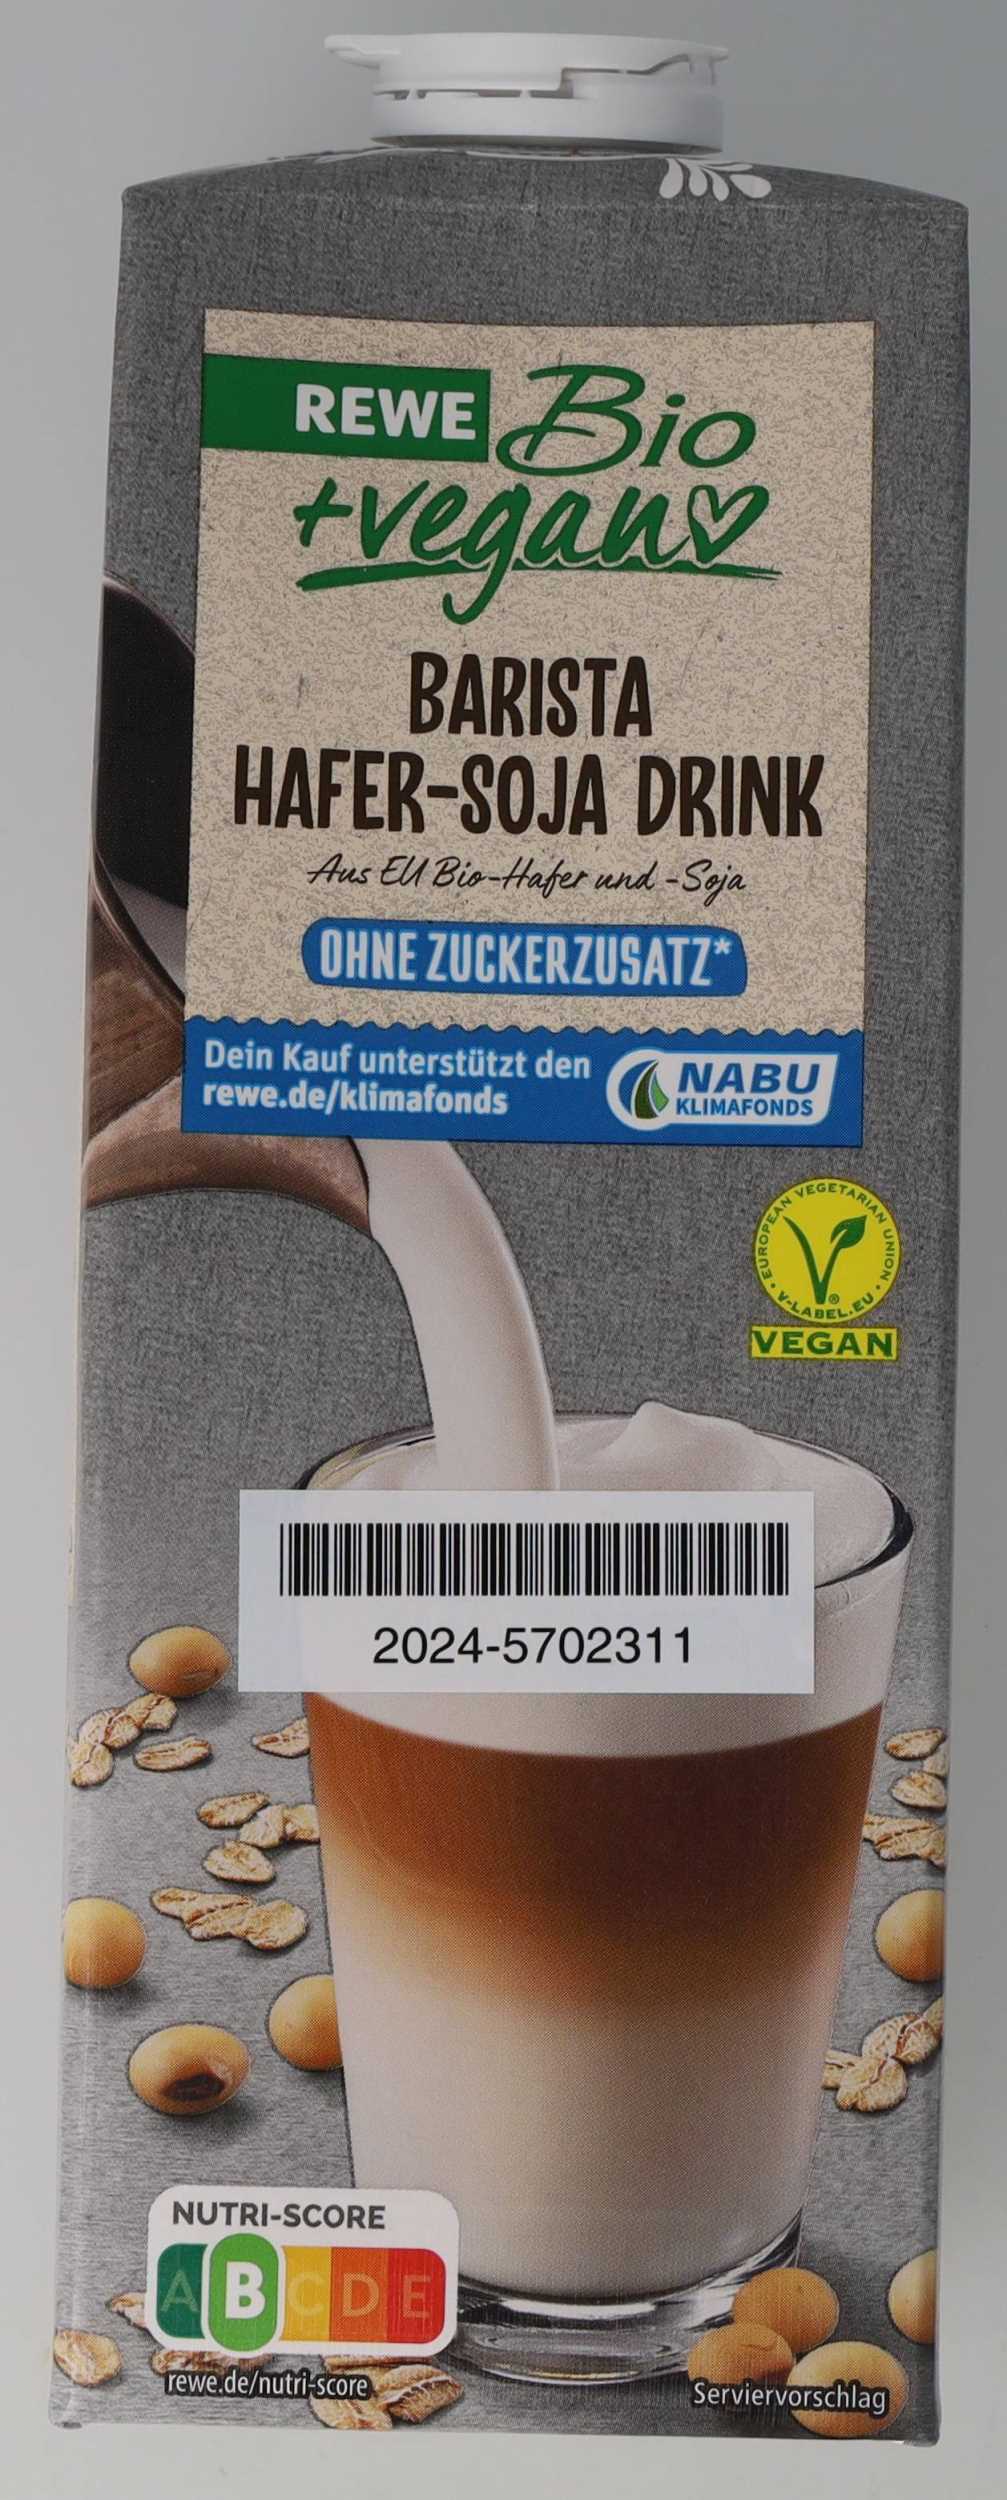 REWE Bio
+vegan
BARISTA
HAFER-SOJA DRINK
Aus EU Bio-Hafer und -Soja
OHNE ZUCKERZUSATZ*
Dein Kauf unterstützt den
rewe.de/klimafonds
NABU
KLIMAFONDS
EUROPEAN VEGETARIAN UNION
V-LABEL.EU
VEGAN
2024-5702311
NUTRI-SCORE
A B C D E
rewe.de/nutri-score
Serviervorschlag